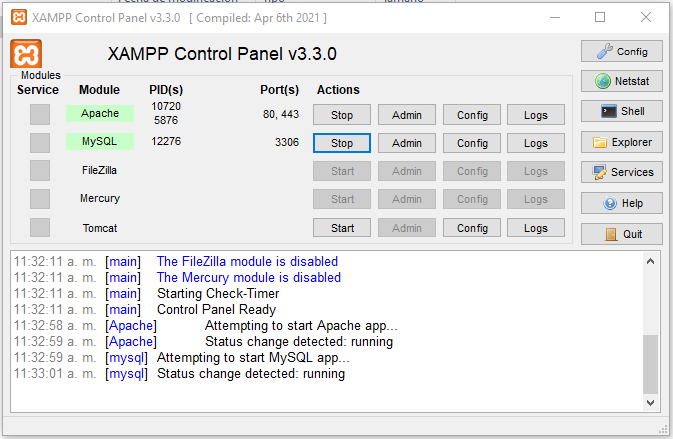 XAMPP Control Panel v3.3.0 [ Compiled: Apr 6th 2021 ]
XAMPP Control Panel v3.3.0
Modules
Service Module PID(s) Port(s) Actions
Apache 10720 5876 80, 443 Stop Admin Config Logs
MySQL 12276 3306 Stop Admin Config Logs
FileZilla Start Admin Config Logs
Mercury Start Admin Config Logs
Tomcat Start Admin Config Logs
Config
Netstat
Shell
Explorer
Services
Help
Quit
11:32:11 a. m. [main] The FileZilla module is disabled
11:32:11 a. m. [main] The Mercury module is disabled
11:32:11 a. m. [main] Starting Check-Timer
11:32:11 a. m. [main] Control Panel Ready
11:32:58 a. m. [Apache] Attempting to start Apache app...
11:32:59 a. m. [Apache] Status change detected: running
11:32:59 a. m. [mysql] Attempting to start MySQL app...
11:33:01 a. m. [mysql] Status change detected: running